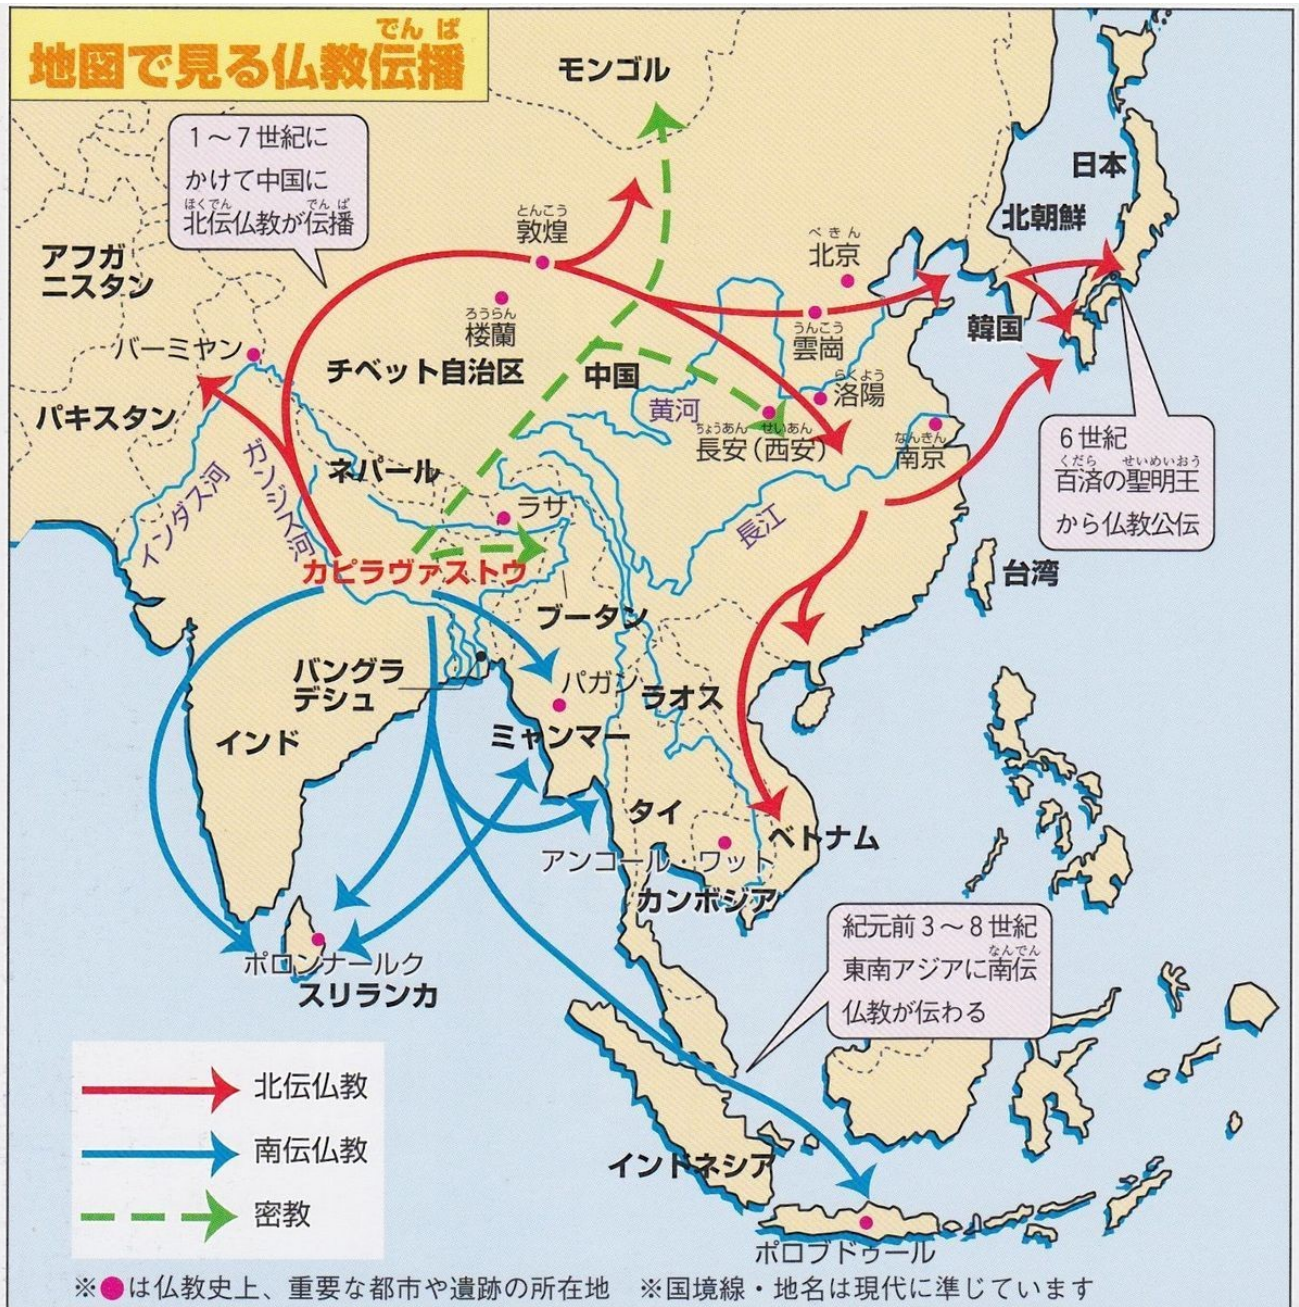 地図で見る仏教伝播
でんぱ
モンゴル
1～7世紀に
かけて中国に
北伝仏教が伝播
ほくでん
でんぱ
日本
北朝鮮
とんこう
敦煌
ぺきん
北京
アフガ
ニスタン
ろうらん
楼蘭
うんこう
雲崗
韓国
バーミヤン
チベット自治区
中国
らくよう
洛陽
黄河
パキスタン
ちょうあん せいあん
長安(西安)
なんきん
南京
6世紀
くだら せいめいおう
百済の聖明王
から仏教公伝
ネパール
ガンジス河
インダス河
ラサ
長江
カピラヴァストウ
台湾
ブータン
バングラ
デシュ
パガン
ラオス
インド
ミャンマー
タイ
ベトナム
アンコール・ワット
カンボジア
紀元前3～8世紀
なんでん
東南アジアに南伝
仏教が伝わる
ポロンナールク
スリランカ
北伝仏教
南伝仏教
密教
インドネシア
ボロブドゥール
※●は仏教史上、重要な都市や遺跡の所在地　※国境線・地名は現代に準じています